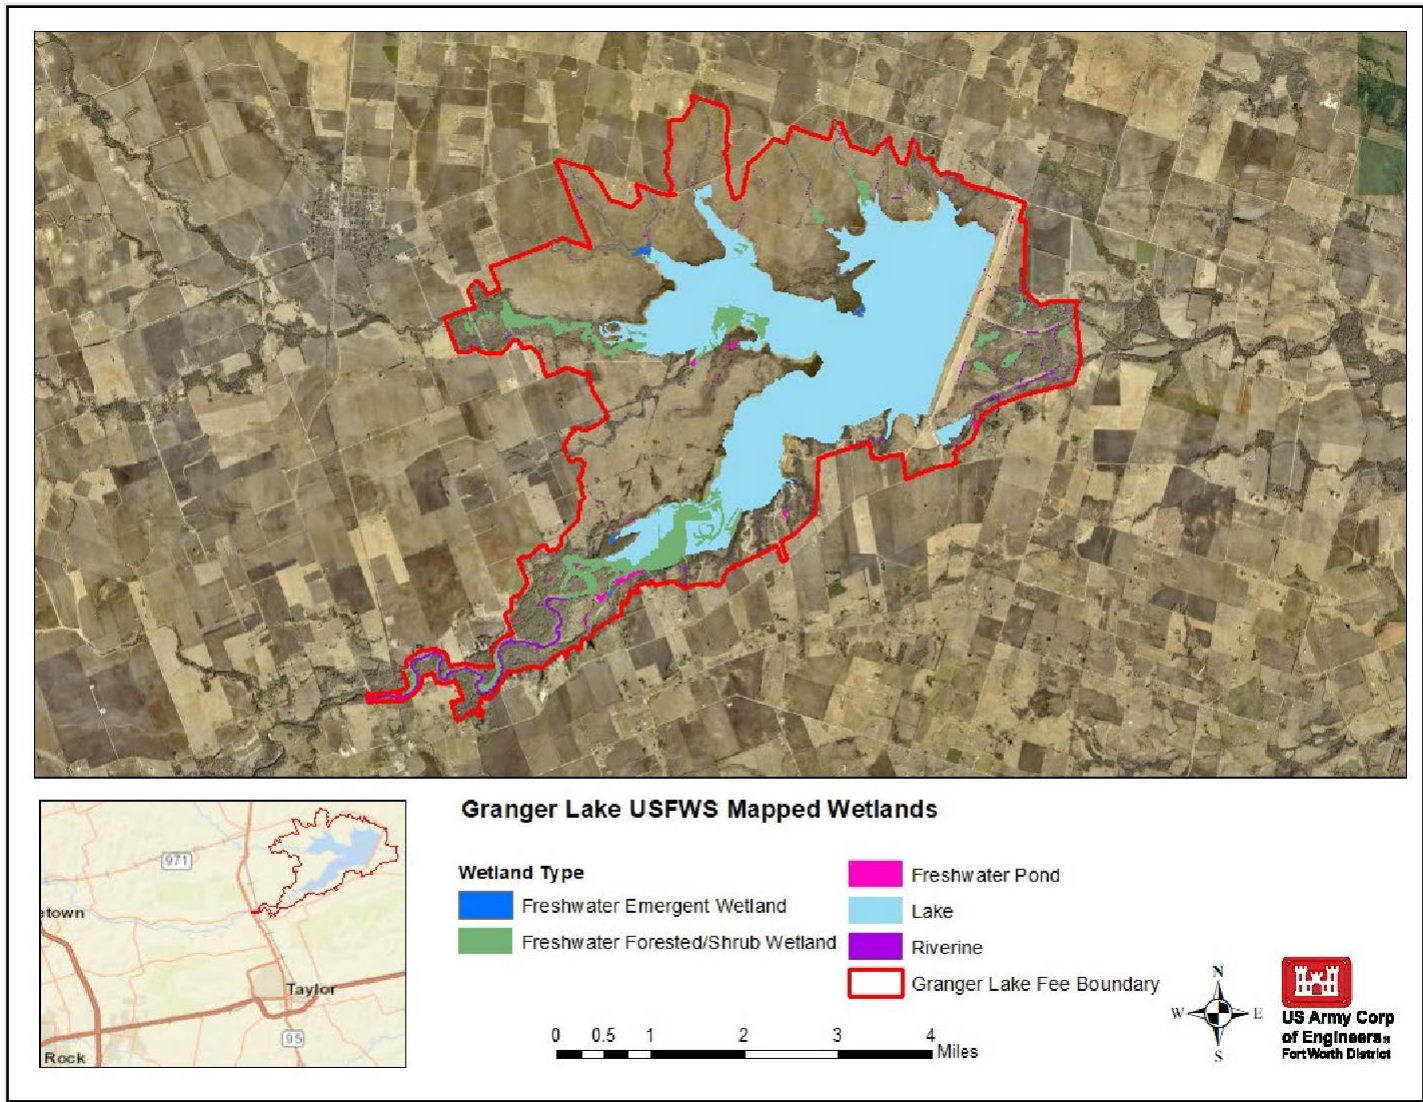 Granger Lake USFWS Mapped Wetlands
Wetland Type
Freshwater Emergent Wetland
Freshwater Forested/Shrub Wetland
Freshwater Pond
Lake
Riverine
Granger Lake Fee Boundary
0 0.5 1 2 3 4
Miles
N
W E
S
US Army Corp
of Engineers®
Fort Worth District
971
etown
Taylor
95
Rock